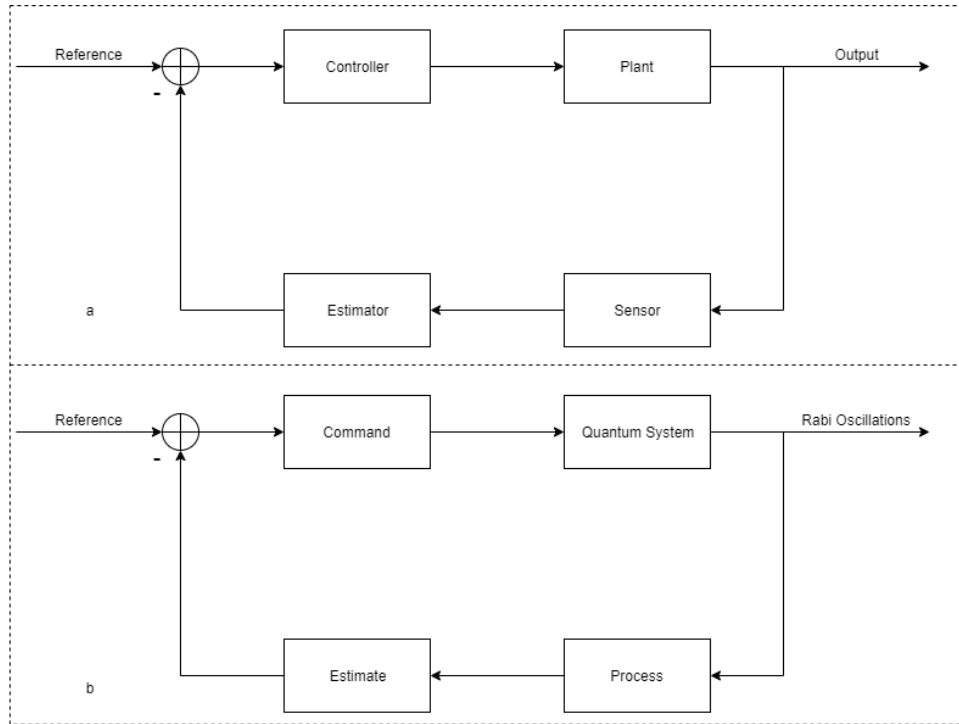 Reference
Controller
Plant
Output
-
Estimator
Sensor
a
Reference
Command
Quantum System
Rabi Oscillations
-
Estimate
Process
b